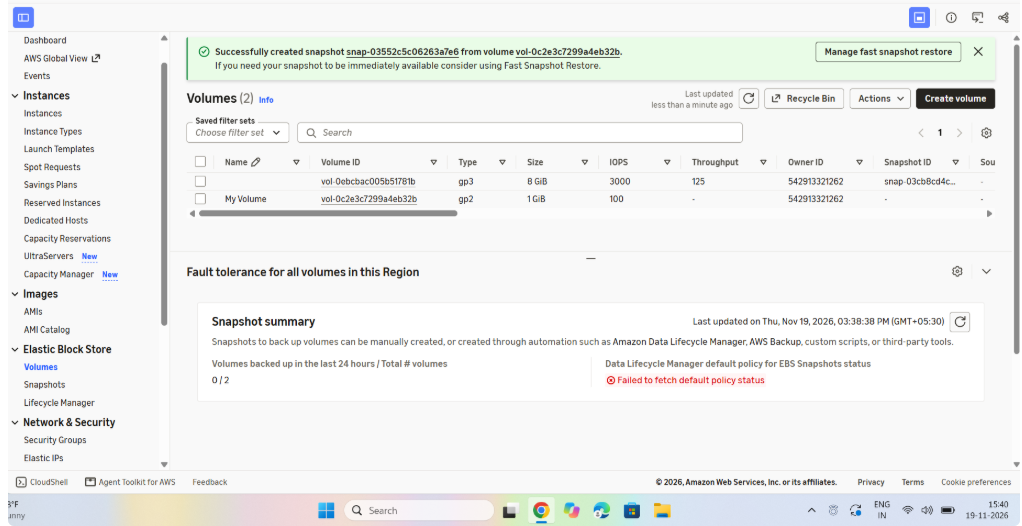 Dashboard
AWS Global View
Events
Instances
Instances
Instance Types
Launch Templates
Spot Requests
Savings Plans
Reserved Instances
Dedicated Hosts
Capacity Reservations
UltraServers New
Capacity Manager New
Images
AMIs
AMI Catalog
Elastic Block Store
Volumes
Snapshots
Lifecycle Manager
Network & Security
Security Groups
Elastic IPs
Successfully created snapshot snap-03552c5c06263a7e6 from volume vol-0c2e3c7299a4eb32b.
If you need your snapshot to be immediately available consider using Fast Snapshot Restore.
Manage fast snapshot restore
Volumes (2) Info
Last updated
less than a minute ago
Recycle Bin
Actions
Create volume
Saved filter sets
Choose filter set
Search
1
Name Volume ID Type Size IOPS Throughput Owner ID Snapshot ID Sou
vol-0ebcbac005b51781b gp3 8 GiB 3000 125 542913321262 snap-03cb8cd4c... -
My Volume vol-0c2e3c7299a4eb32b gp2 1 GiB 100 - 542913321262 - -
Fault tolerance for all volumes in this Region
Snapshot summary
Last updated on Thu, Nov 19, 2026, 03:38:38 PM (GMT+05:30)
Snapshots to back up volumes can be manually created, or created through automation such as Amazon Data Lifecycle Manager, AWS Backup, custom scripts, or third-party tools.
Volumes backed up in the last 24 hours / Total # volumes
0 / 2
Data Lifecycle Manager default policy for EBS Snapshots status
Failed to fetch default policy status
CloudShell Agent Toolkit for AWS Feedback
© 2026, Amazon Web Services, Inc. or its affiliates. Privacy Terms Cookie preferences
Search
ENG
IN
15:40
19-11-2026